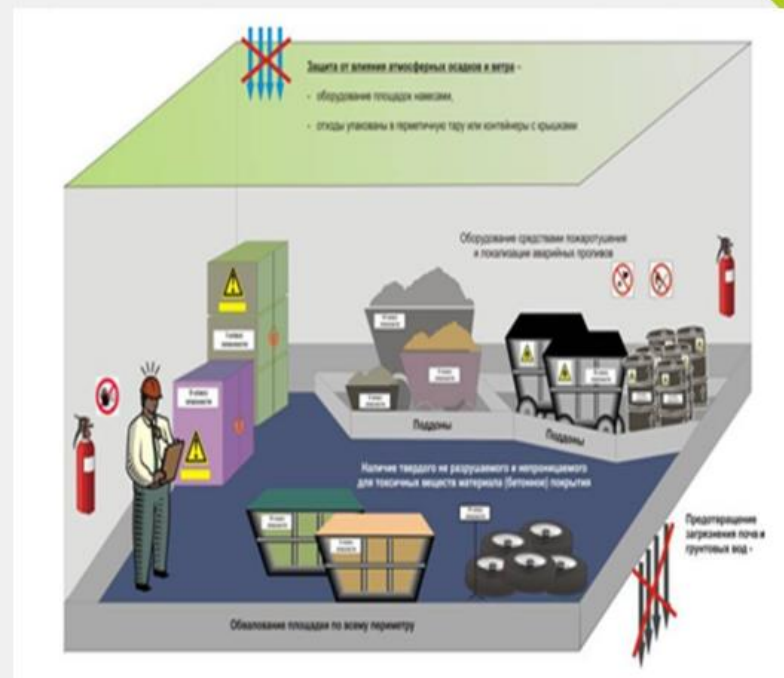 Защита от влияния атмосферных осадков и ветра -
- оборудование площадок навесами,
- отходы упакованы в герметичную тару или контейнеры с крышками
Оборудование средствами пожаротушения
и локализации аварийных проливов
Поддоны
Поддоны
Наличие твердого не разрушаемого и непроницаемого
для токсичных веществ материала (бетонное) покрытия
Предотвращение
загрязнения почв и
грунтовых вод -
Обвалование площадки по всему периметру